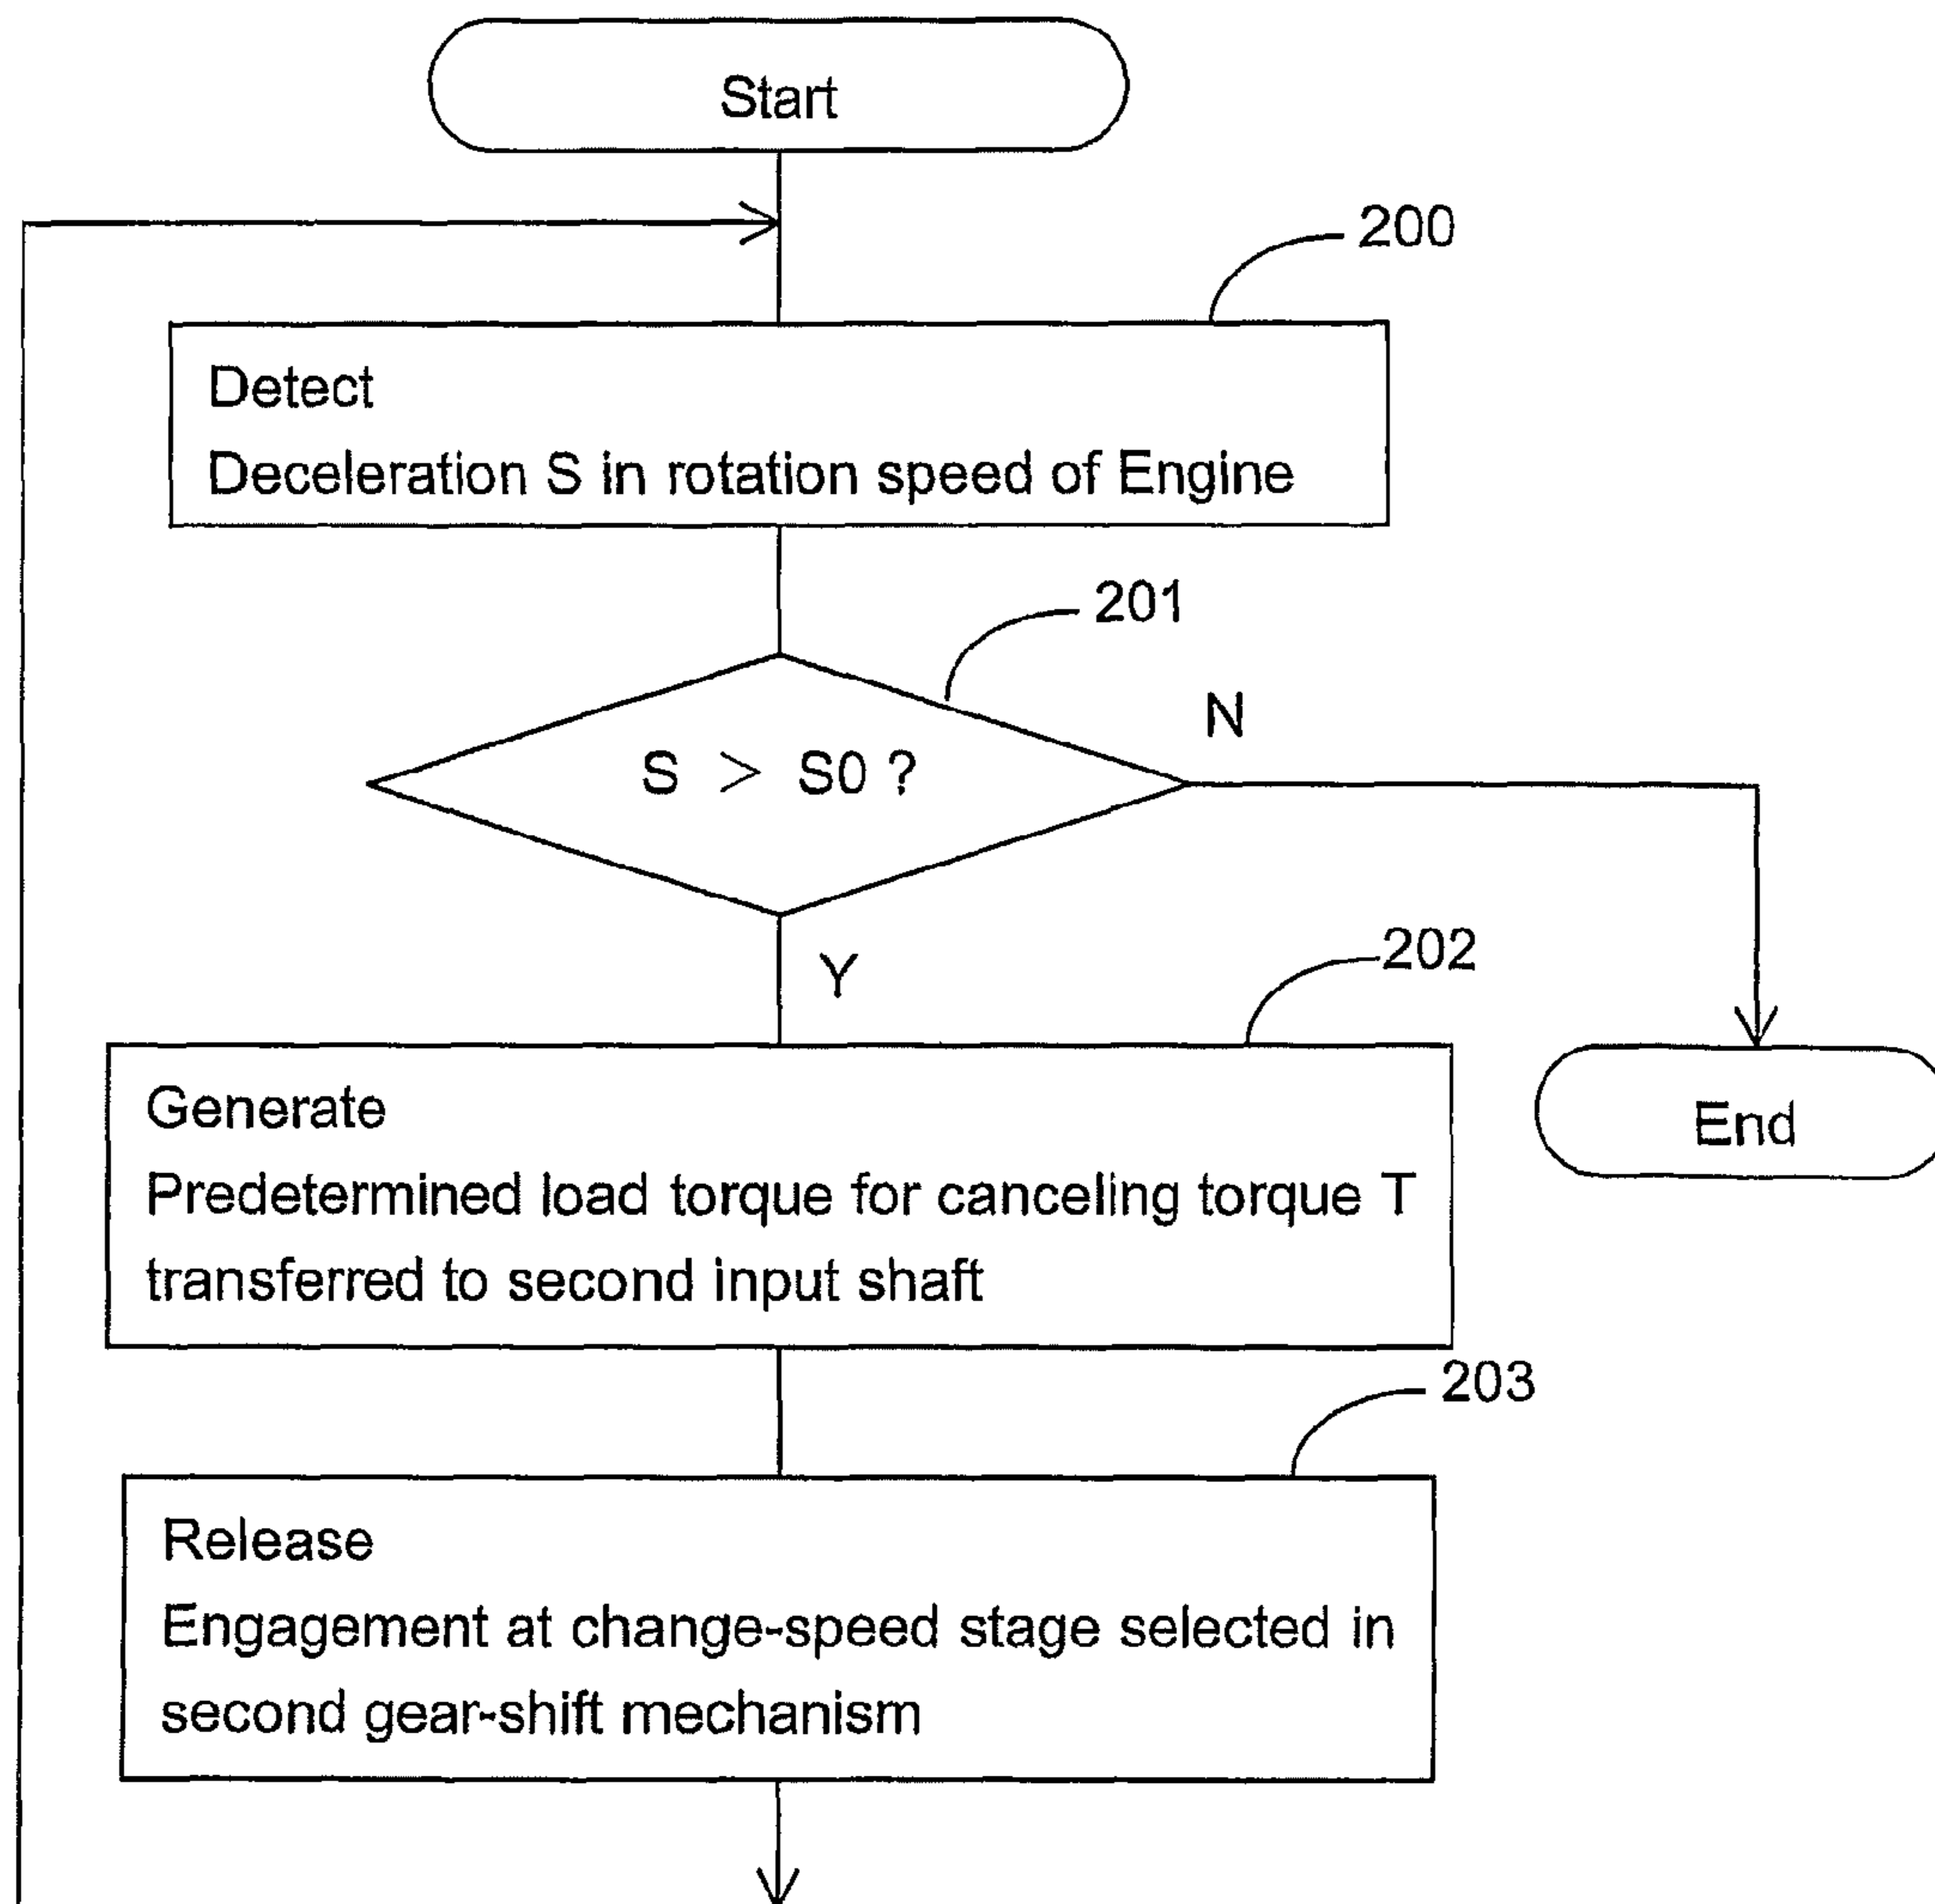 Start
200
Detect
Deceleration S in rotation speed of Engine
201
S > S0 ?
N
Y
202
Generate
Predetermined load torque for canceling torque T
transferred to second input shaft
End
203
Release
Engagement at change-speed stage selected in
second gear-shift mechanism